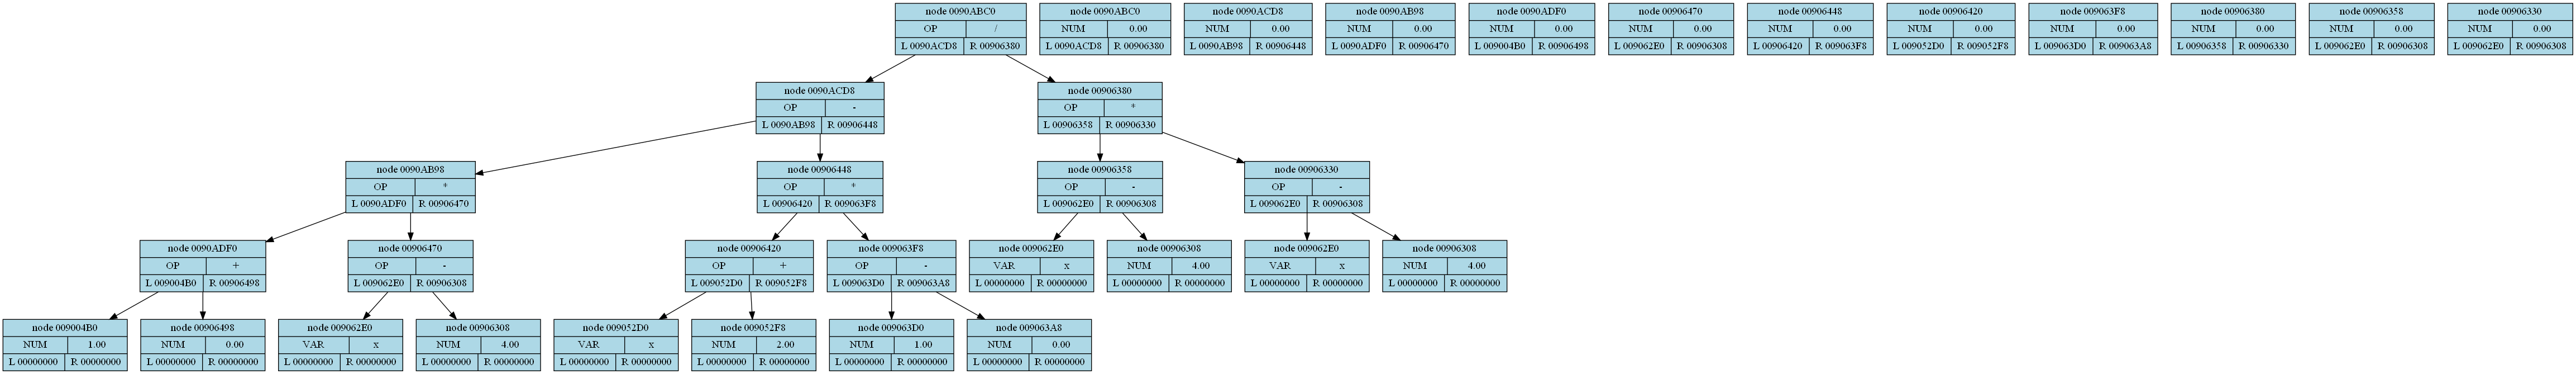 node 0090ABC0
OP /
L 0090ACD8 R 00906380
node 0090ABC0
NUM 0.00
L 0090ACD8 R 00906380
node 0090ACD8
NUM 0.00
L 0090AB98 R 00906448
node 0090AB98
NUM 0.00
L 0090ADF0 R 00906470
node 0090ADF0
NUM 0.00
L 009004B0 R 00906498
node 00906470
NUM 0.00
L 009062E0 R 00906308
node 00906448
NUM 0.00
L 00906420 R 009063F8
node 00906420
NUM 0.00
L 009052D0 R 009052F8
node 009063F8
NUM 0.00
L 009063D0 R 009063A8
node 00906380
NUM 0.00
L 00906358 R 00906330
node 00906358
NUM 0.00
L 009062E0 R 00906308
node 00906330
NUM 0.00
L 009062E0 R 00906308
node 0090ACD8
OP -
L 0090AB98 R 00906448
node 00906380
OP *
L 00906358 R 00906330
node 0090AB98
OP *
L 0090ADF0 R 00906470
node 00906448
OP *
L 00906420 R 009063F8
node 00906358
OP -
L 009062E0 R 00906308
node 00906330
OP -
L 009062E0 R 00906308
node 0090ADF0
OP +
L 009004B0 R 00906498
node 00906470
OP -
L 009062E0 R 00906308
node 00906420
OP +
L 009052D0 R 009052F8
node 009063F8
OP -
L 009063D0 R 009063A8
node 009062E0
VAR x
L 00000000 R 00000000
node 00906308
NUM 4.00
L 00000000 R 00000000
node 009062E0
VAR x
L 00000000 R 00000000
node 00906308
NUM 4.00
L 00000000 R 00000000
node 009004B0
NUM 1.00
L 00000000 R 00000000
node 00906498
NUM 0.00
L 00000000 R 00000000
node 009062E0
VAR x
L 00000000 R 00000000
node 00906308
NUM 4.00
L 00000000 R 00000000
node 009052D0
VAR x
L 00000000 R 00000000
node 009052F8
NUM 2.00
L 00000000 R 00000000
node 009063D0
NUM 1.00
L 00000000 R 00000000
node 009063A8
NUM 0.00
L 00000000 R 00000000